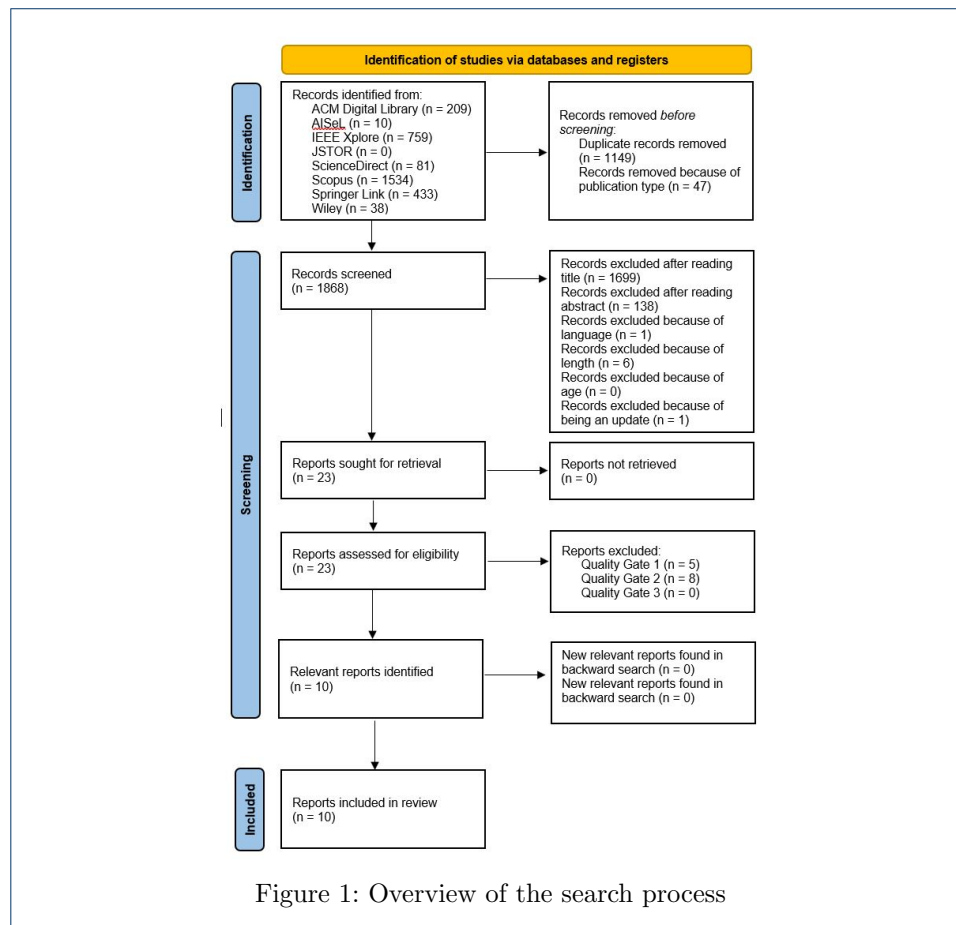 Identification of studies via databases and registers
Identification
Records identified from:
ACM Digital Library (n = 209)
AISeL (n = 10)
IEEE Xplore (n = 759)
JSTOR (n = 0)
ScienceDirect (n = 81)
Scopus (n = 1534)
Springer Link (n = 433)
Wiley (n = 38)
Records removed before
screening:
Duplicate records removed
(n = 1149)
Records removed because of
publication type (n = 47)
Screening
Records screened
(n = 1868)
Records excluded after reading
title (n = 1699)
Records excluded after reading
abstract (n = 138)
Records excluded because of
language (n = 1)
Records excluded because of
length (n = 6)
Records excluded because of
age (n = 0)
Records excluded because of
being an update (n = 1)
Reports sought for retrieval
(n = 23)
Reports not retrieved
(n = 0)
Reports assessed for eligibility
(n = 23)
Reports excluded:
Quality Gate 1 (n = 5)
Quality Gate 2 (n = 8)
Quality Gate 3 (n = 0)
Relevant reports identified
(n = 10)
New relevant reports found in
backward search (n = 0)
New relevant reports found in
backward search (n = 0)
Included
Reports included in review
(n = 10)
Figure 1: Overview of the search process